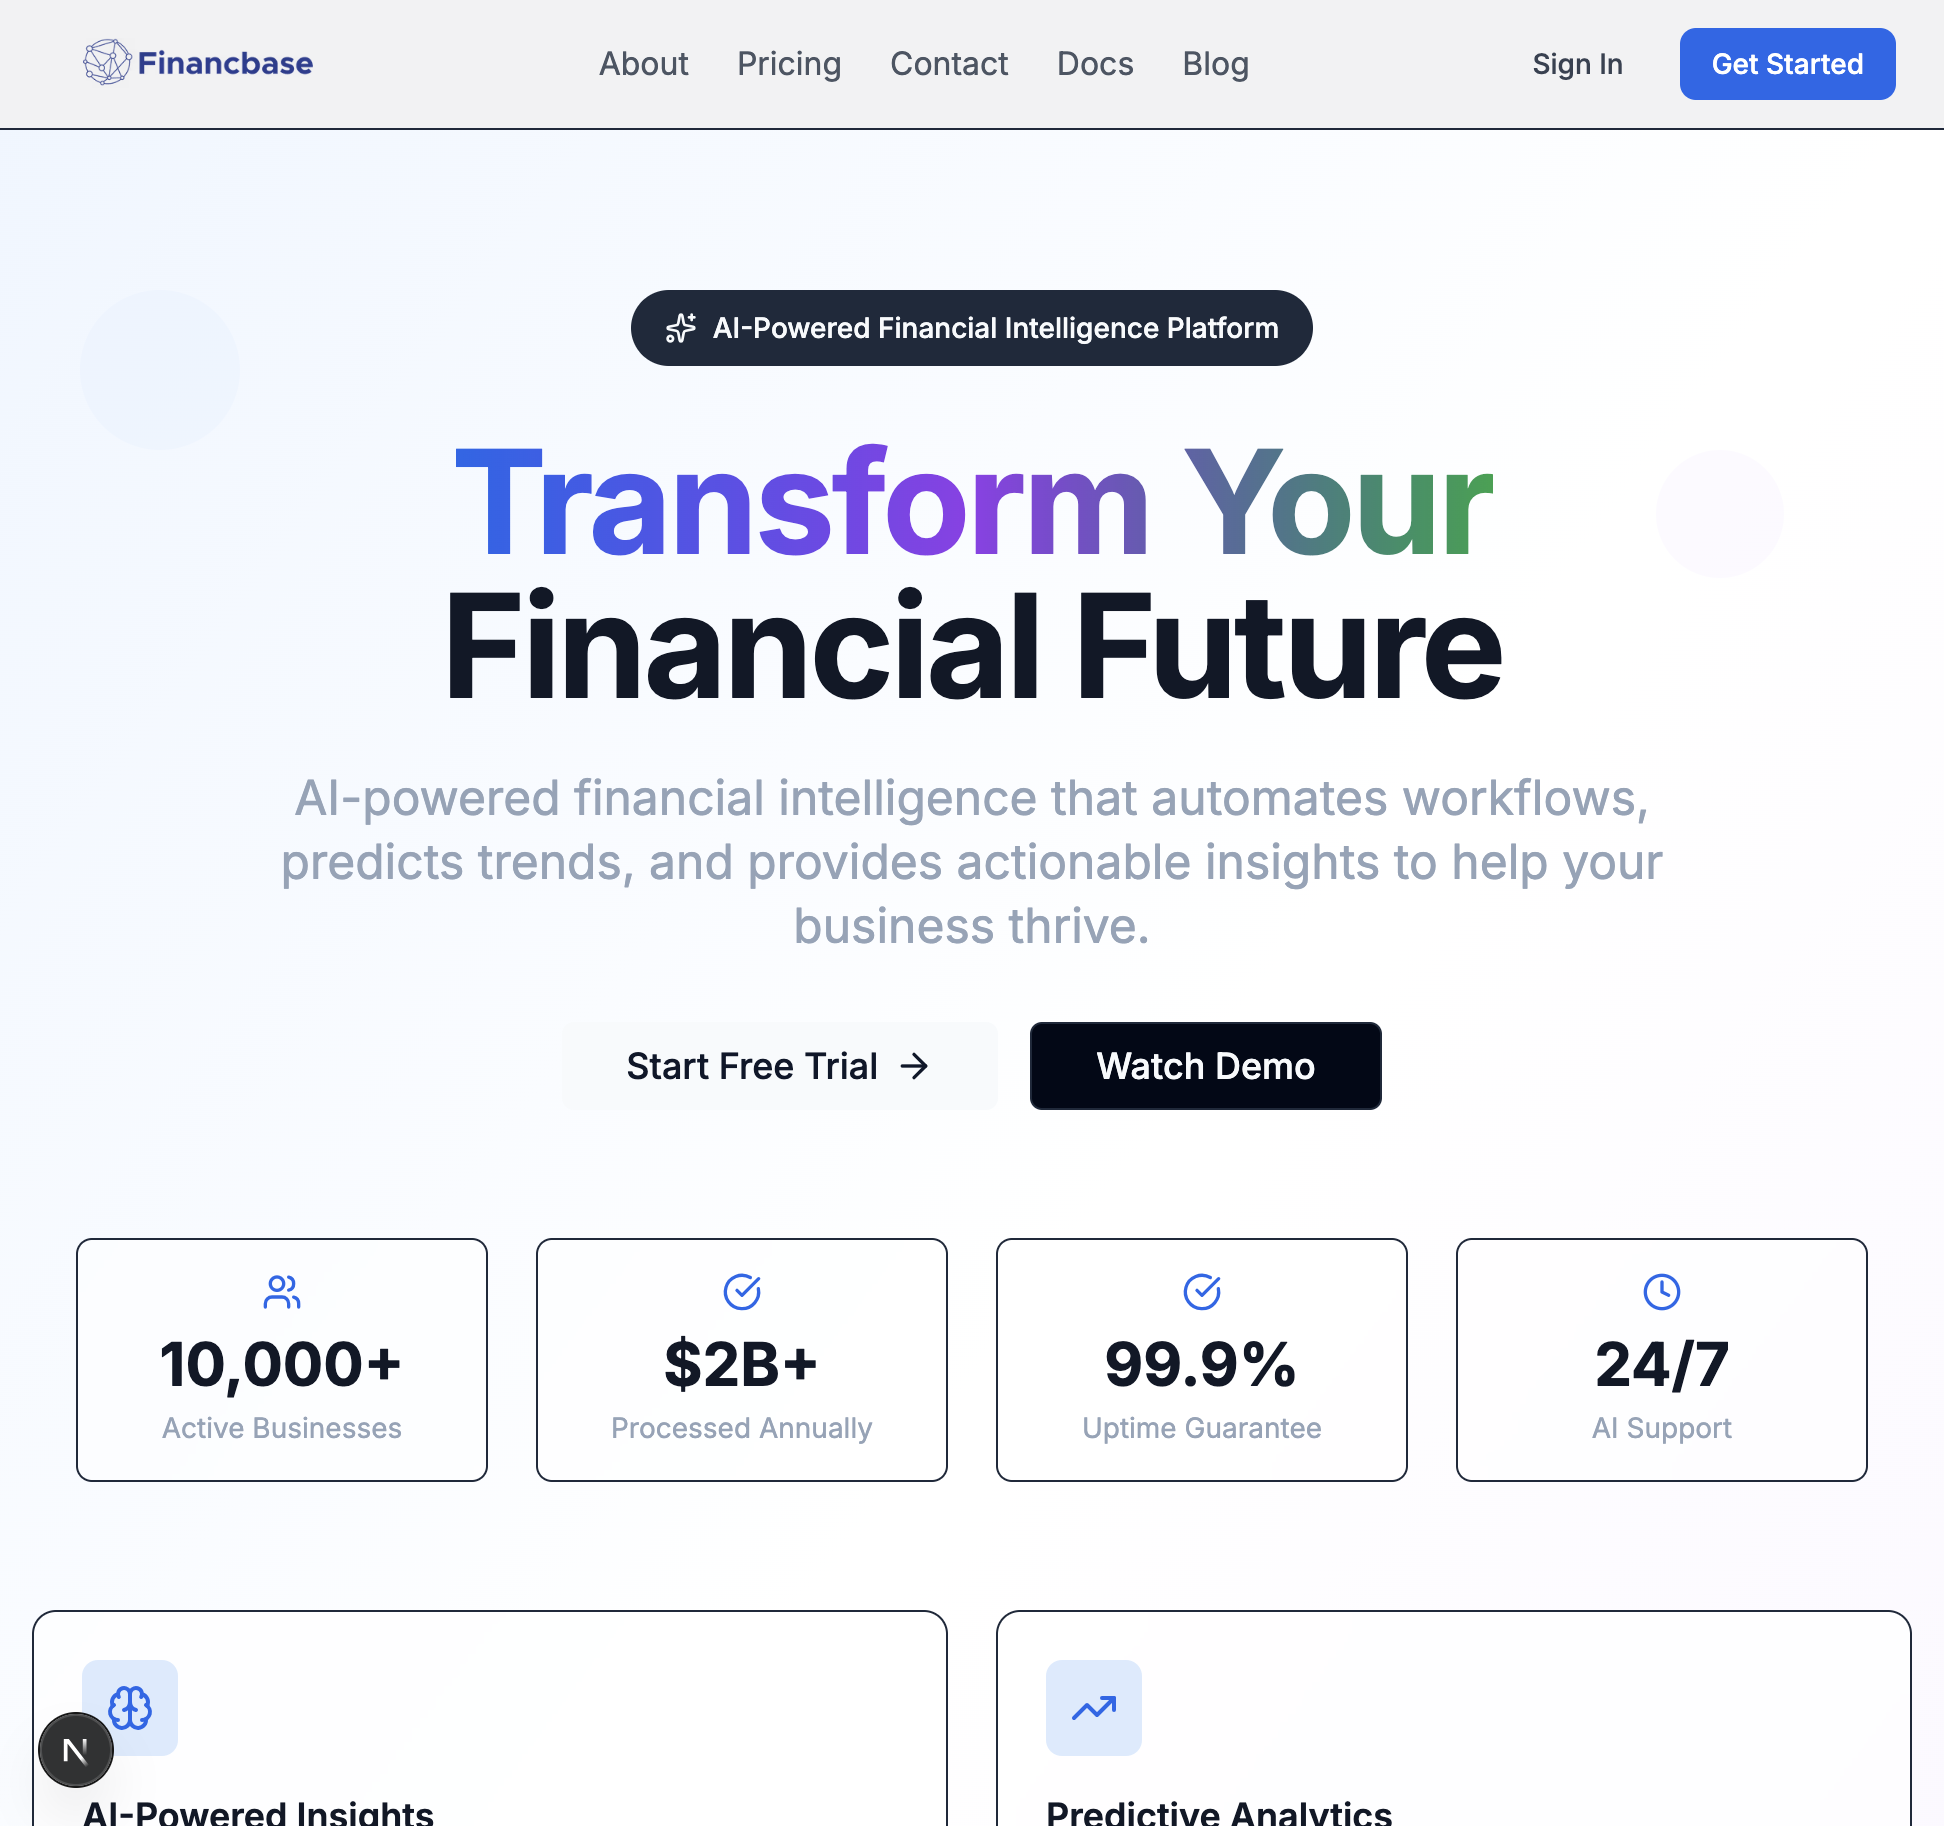 Financbase
About
Pricing
Contact
Docs
Blog
Sign In
Get Started
AI-Powered Financial Intelligence Platform
Transform Your
Financial Future
AI-powered financial intelligence that automates workflows,
predicts trends, and provides actionable insights to help your
business thrive.
Start Free Trial →
Watch Demo
10,000+
Active Businesses
$2B+
Processed Annually
99.9%
Uptime Guarantee
24/7
AI Support
N
AI-Powered Insights
Predictive Analytics